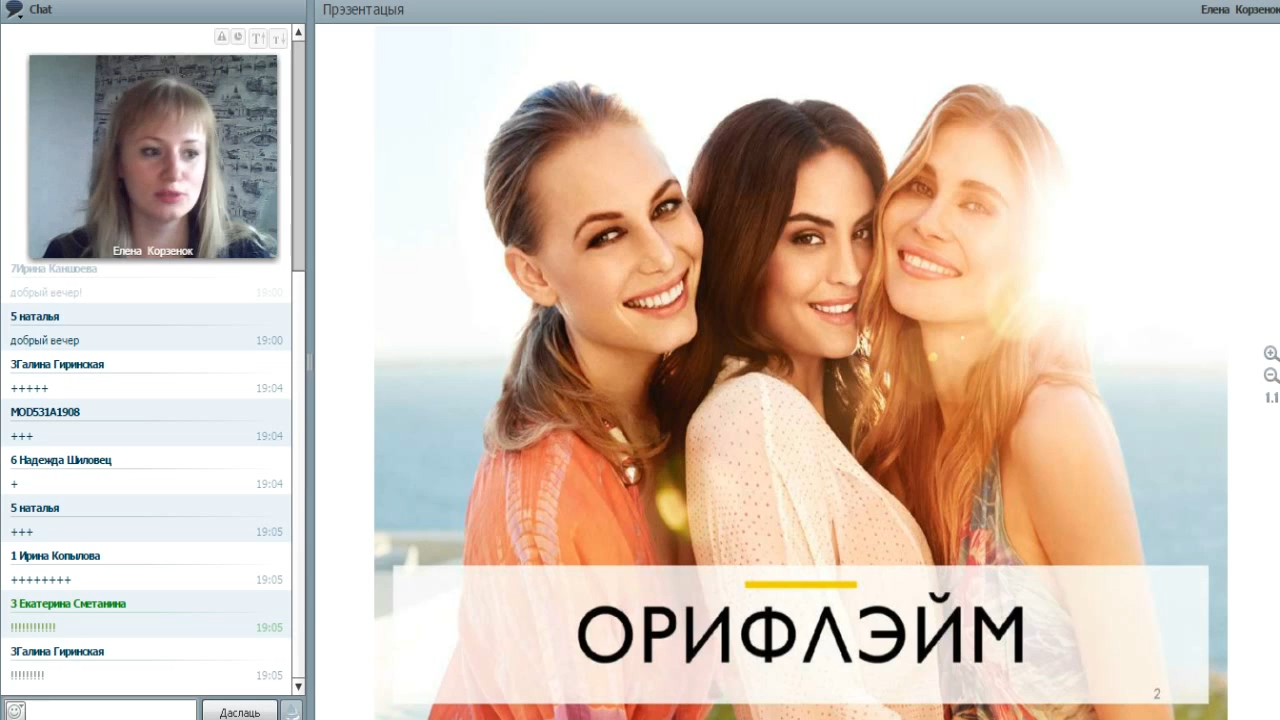 Chat
Прэзентацыя
Елена Корзенок
Елена Корзенок
7Ирина Каншоева
добрый вечер!
19:00
5 наталья
добрый вечер
19:00
3Галина Гиринская
+++++
19:04
MOD531A1908
+++
19:04
6 Надежда Шиловец
+
19:04
5 наталья
+++
19:05
1 Ирина Копылова
++++++++
19:05
3 Екатерина Сметанина
!!!!!!!!!!!!
19:05
3Галина Гиринская
!!!!!!!!!
19:05
Даслаць
ОРИФЛЭЙМ
2
1.1